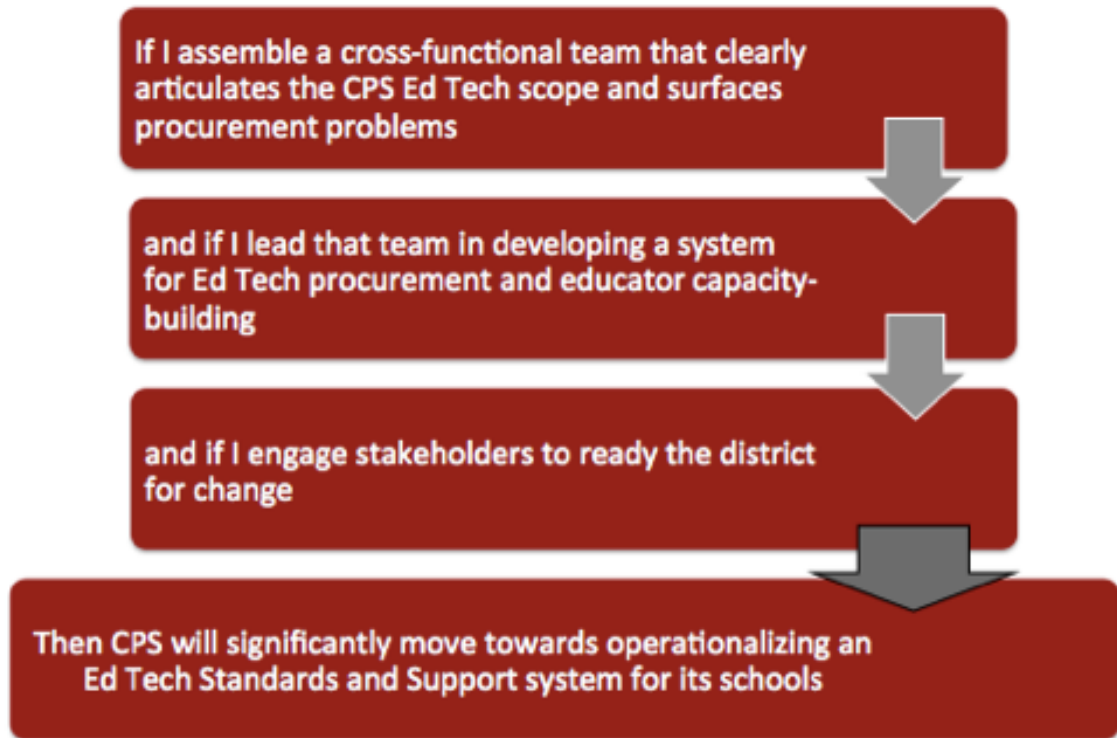 If I assemble a cross-functional team that clearly
articulates the CPS Ed Tech scope and surfaces
procurement problems
and if I lead that team in developing a system
for Ed Tech procurement and educator capacity-
building
and if I engage stakeholders to ready the district
for change
Then CPS will significantly move towards operationalizing an
Ed Tech Standards and Support system for its schools